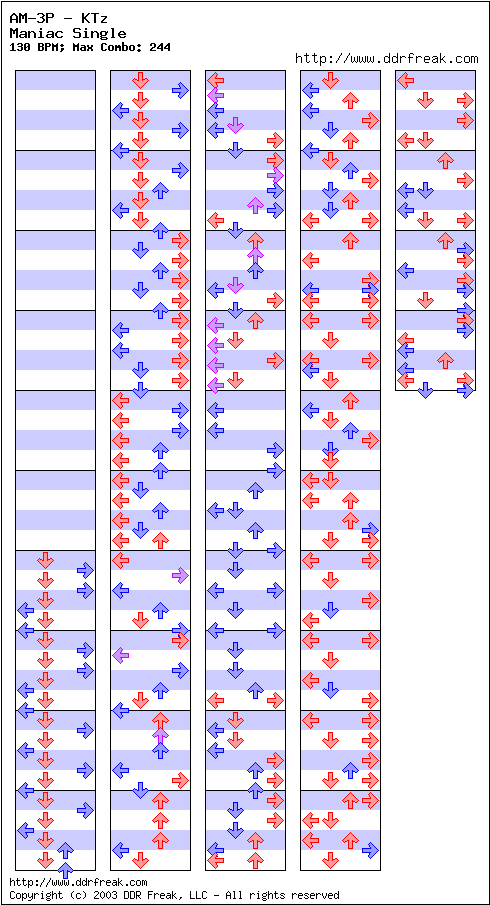 AM-3P - KTz
Maniac Single
130 BPM; Max Combo: 244
http://www.ddrfreak.com
http://www.ddrfreak.com
Copyright (c) 2003 DDR Freak, LLC - All rights reserved